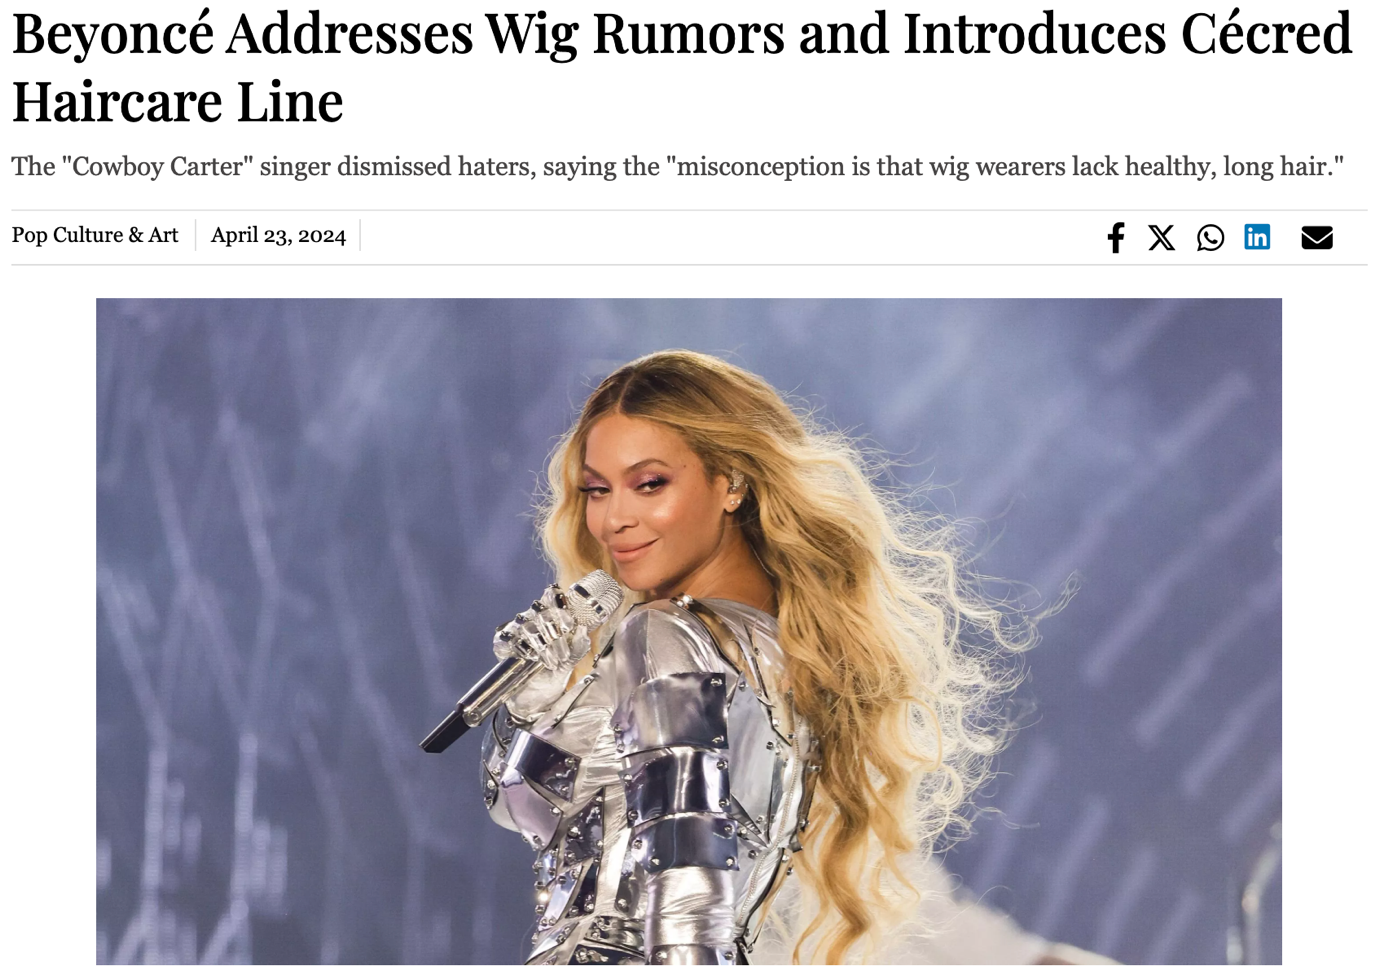 Beyoncé Addresses Wig Rumors and Introduces Cécred
Haircare Line
The "Cowboy Carter" singer dismissed haters, saying the "misconception is that wig wearers lack healthy, long hair."
Pop Culture & Art
April 23, 2024
in